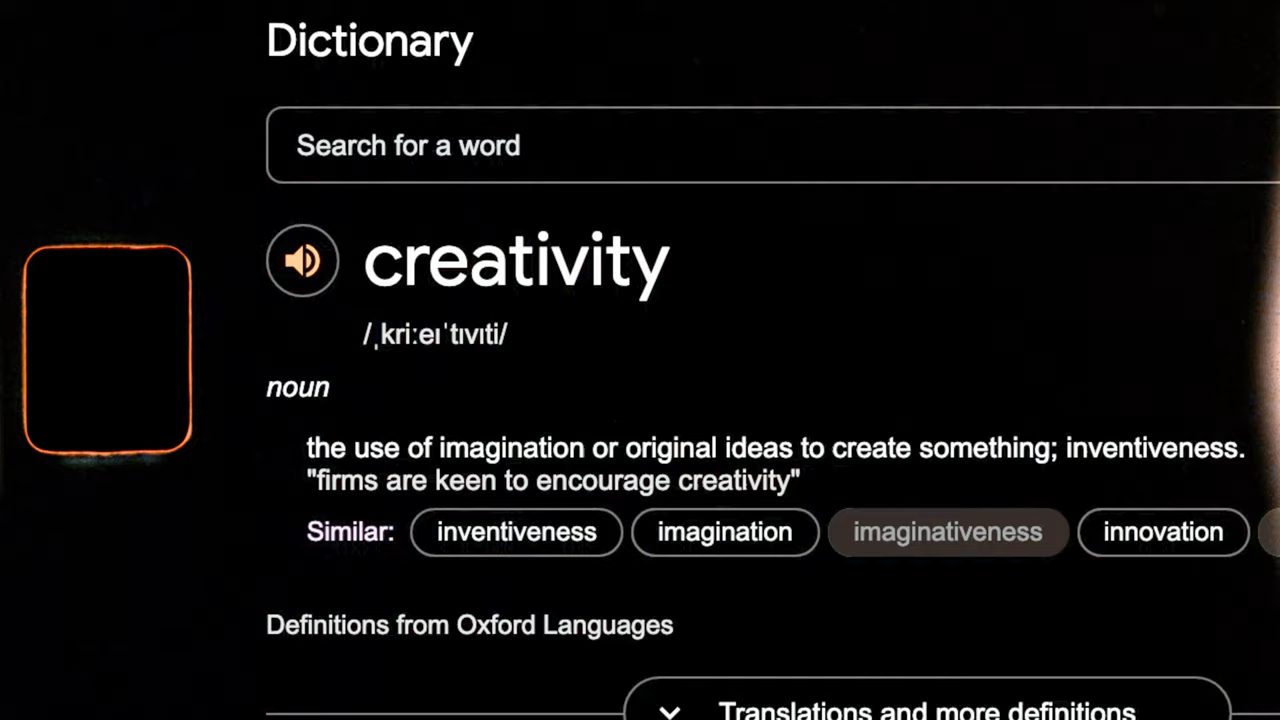 Dictionary
Search for a word
creativity
/ˌkriːeɪˈtɪvɪti/
noun
the use of imagination or original ideas to create something; inventiveness.
"firms are keen to encourage creativity"
Similar: inventiveness imagination imaginativeness innovation
Definitions from Oxford Languages
Translations and more definitions